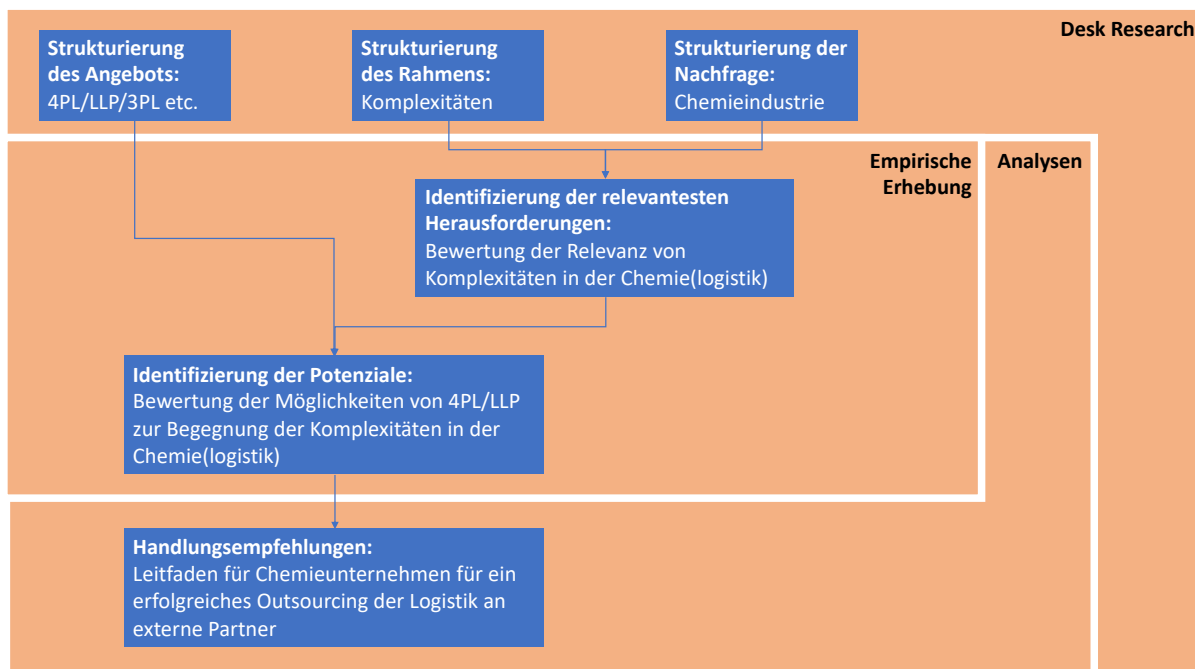 Desk Research
Strukturierung
des Angebots:
4PL/LLP/3PL etc.
Strukturierung
des Rahmens:
Komplexitäten
Strukturierung der
Nachfrage:
Chemieindustrie
Empirische
Erhebung
Analysen
Identifizierung der relevantesten
Herausforderungen:
Bewertung der Relevanz von
Komplexitäten in der Chemie(logistik)
Identifizierung der Potenziale:
Bewertung der Möglichkeiten von 4PL/LLP
zur Begegnung der Komplexitäten in der
Chemie(logistik)
Handlungsempfehlungen:
Leitfaden für Chemieunternehmen für ein
erfolgreiches Outsourcing der Logistik an
externe Partner